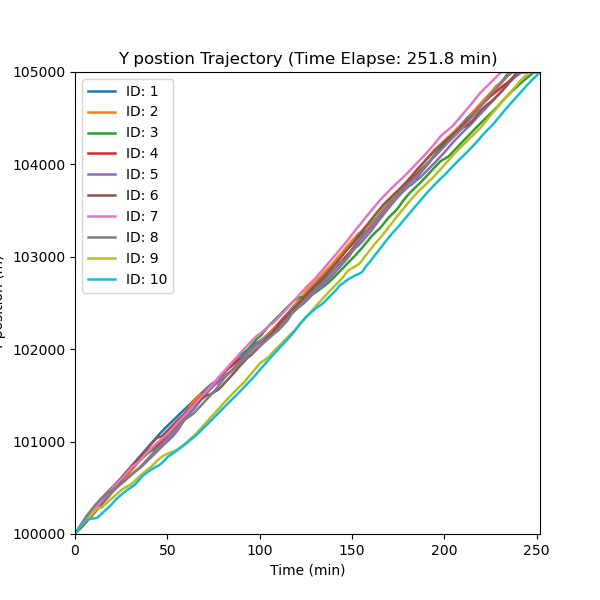 Y postion Trajectory (Time Elapse: 251.8 min)
105000
104000
103000
102000
101000
100000
ID: 1
ID: 2
ID: 3
ID: 4
ID: 5
ID: 6
ID: 7
ID: 8
ID: 9
ID: 10
0 50 100 150 200 250
Time (min)